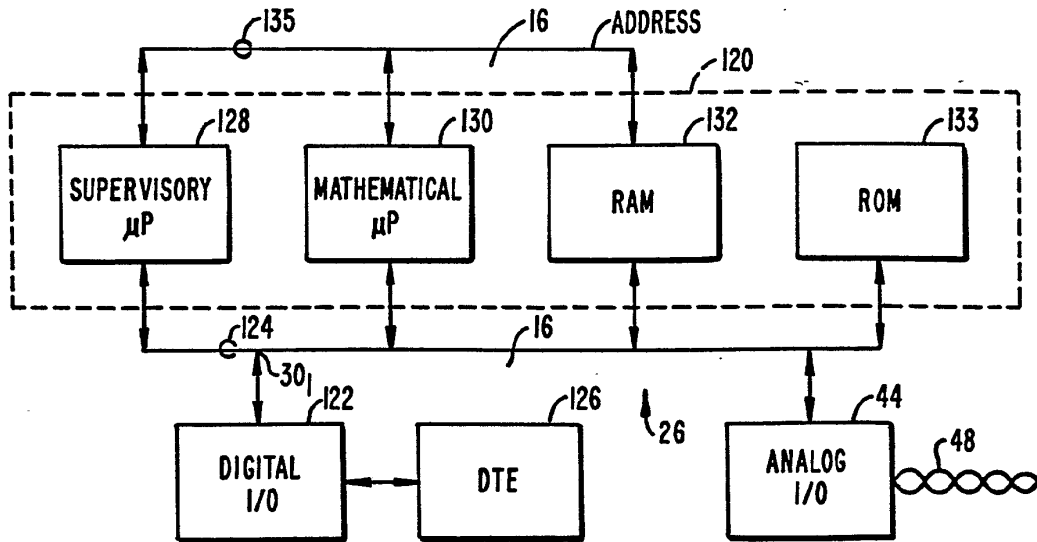 135
16
ADDRESS
120
128
130
132
133
SUPERVISORY
µP
MATHEMATICAL
µP
RAM
ROM
124
16
30₁
122
126
26
44
48
DIGITAL
I/O
DTE
ANALOG
I/O